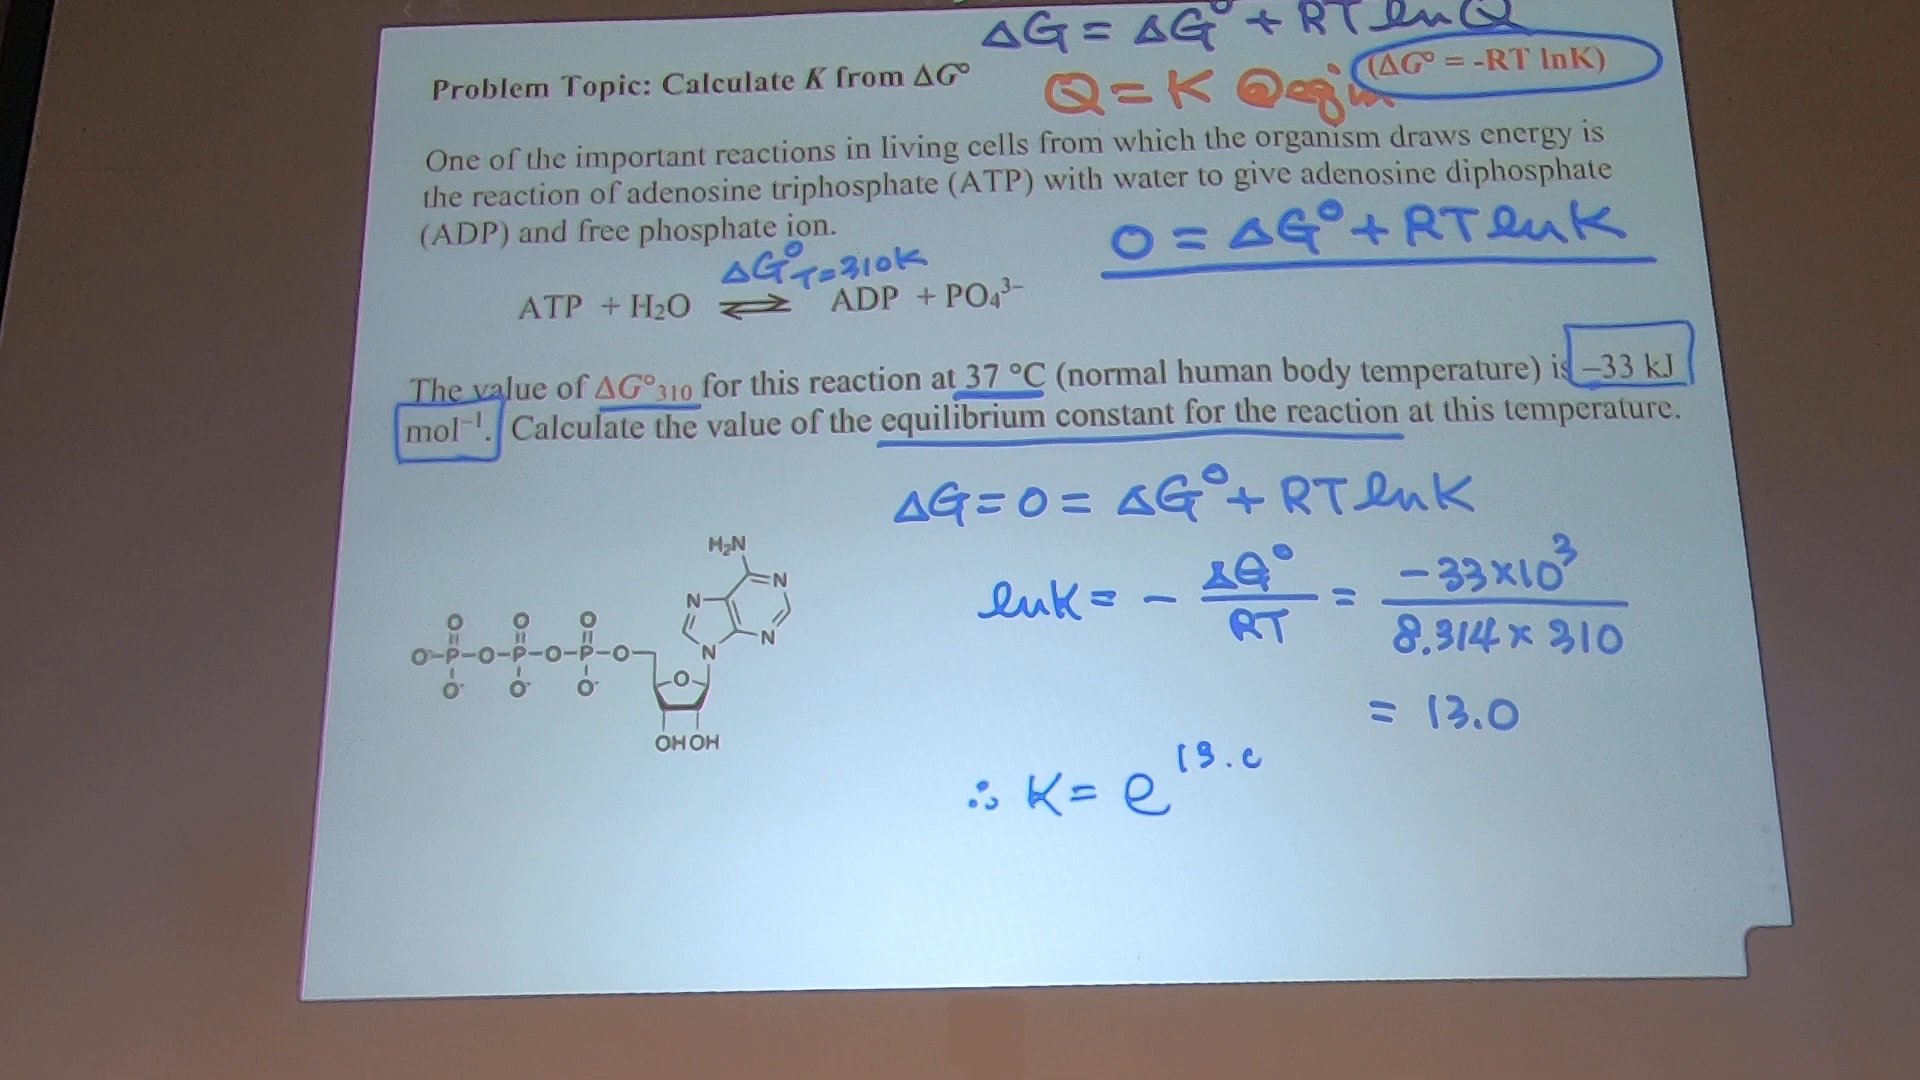 ΔG = ΔG° + RT ln Q
Problem Topic: Calculate K from ΔG°
(ΔG° = -RT lnK)
Q = K @eqjm
One of the important reactions in living cells from which the organism draws energy is
the reaction of adenosine triphosphate (ATP) with water to give adenosine diphosphate
(ADP) and free phosphate ion.
0 = ΔG° + RT ln K
ΔG°T=310K
ATP + H₂O ⇌ ADP + PO₄³⁻
The value of ΔG°₃₁₀ for this reaction at 37 °C (normal human body temperature) is –33 kJ
mol⁻¹. Calculate the value of the equilibrium constant for the reaction at this temperature.
ΔG = 0 = ΔG° + RT ln K
ln K = - ΔG°/RT = -33×10³/8.314 × 310
= 13.0
∴ K = e^13.c
H₂N
N
N
N
N
O O O
O-P-O-P-O-P-O
O⁻ O⁻ O⁻
O
OH OH